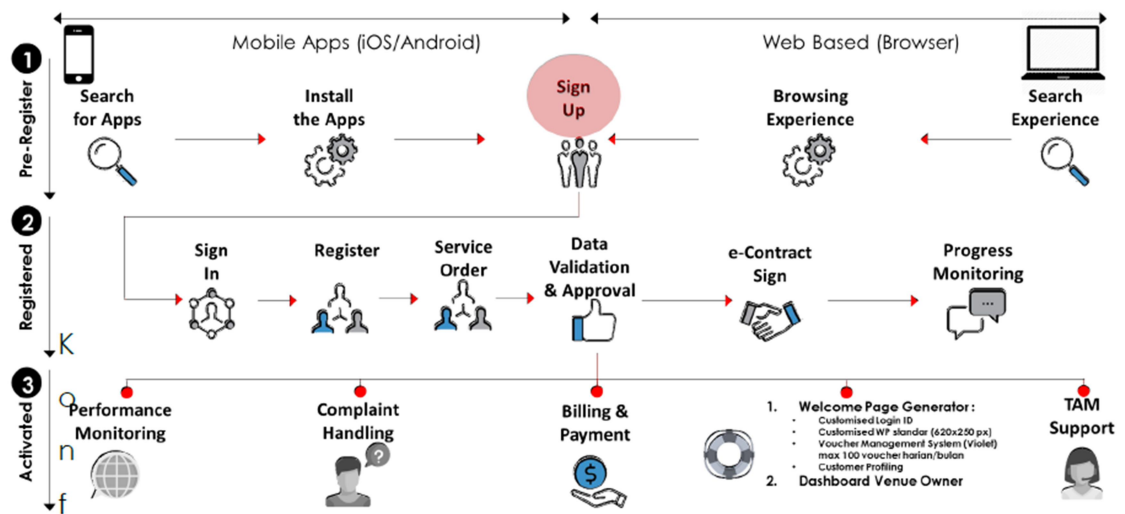 Mobile Apps (iOS/Android)
Web Based (Browser)
1
Pre-Register
Search
for Apps
Install
the Apps
Sign
Up
Browsing
Experience
Search
Experience
2
Registered
Sign
In
Register
Service
Order
Data
Validation
& Approval
e-Contract
Sign
Progress
Monitoring
...
K
o
n
f
3
Activated
Performance
Monitoring
Complaint
Handling
?
Billing &
Payment
$
1. Welcome Page Generator :
• Customised Login ID
• Customised WP slandar (620x250 px)
• Voucher Management System (Violet)
max 100 voucher harian/bulan
• Customer Profiling
2. Dashboard Venue Owner
TAM
Support